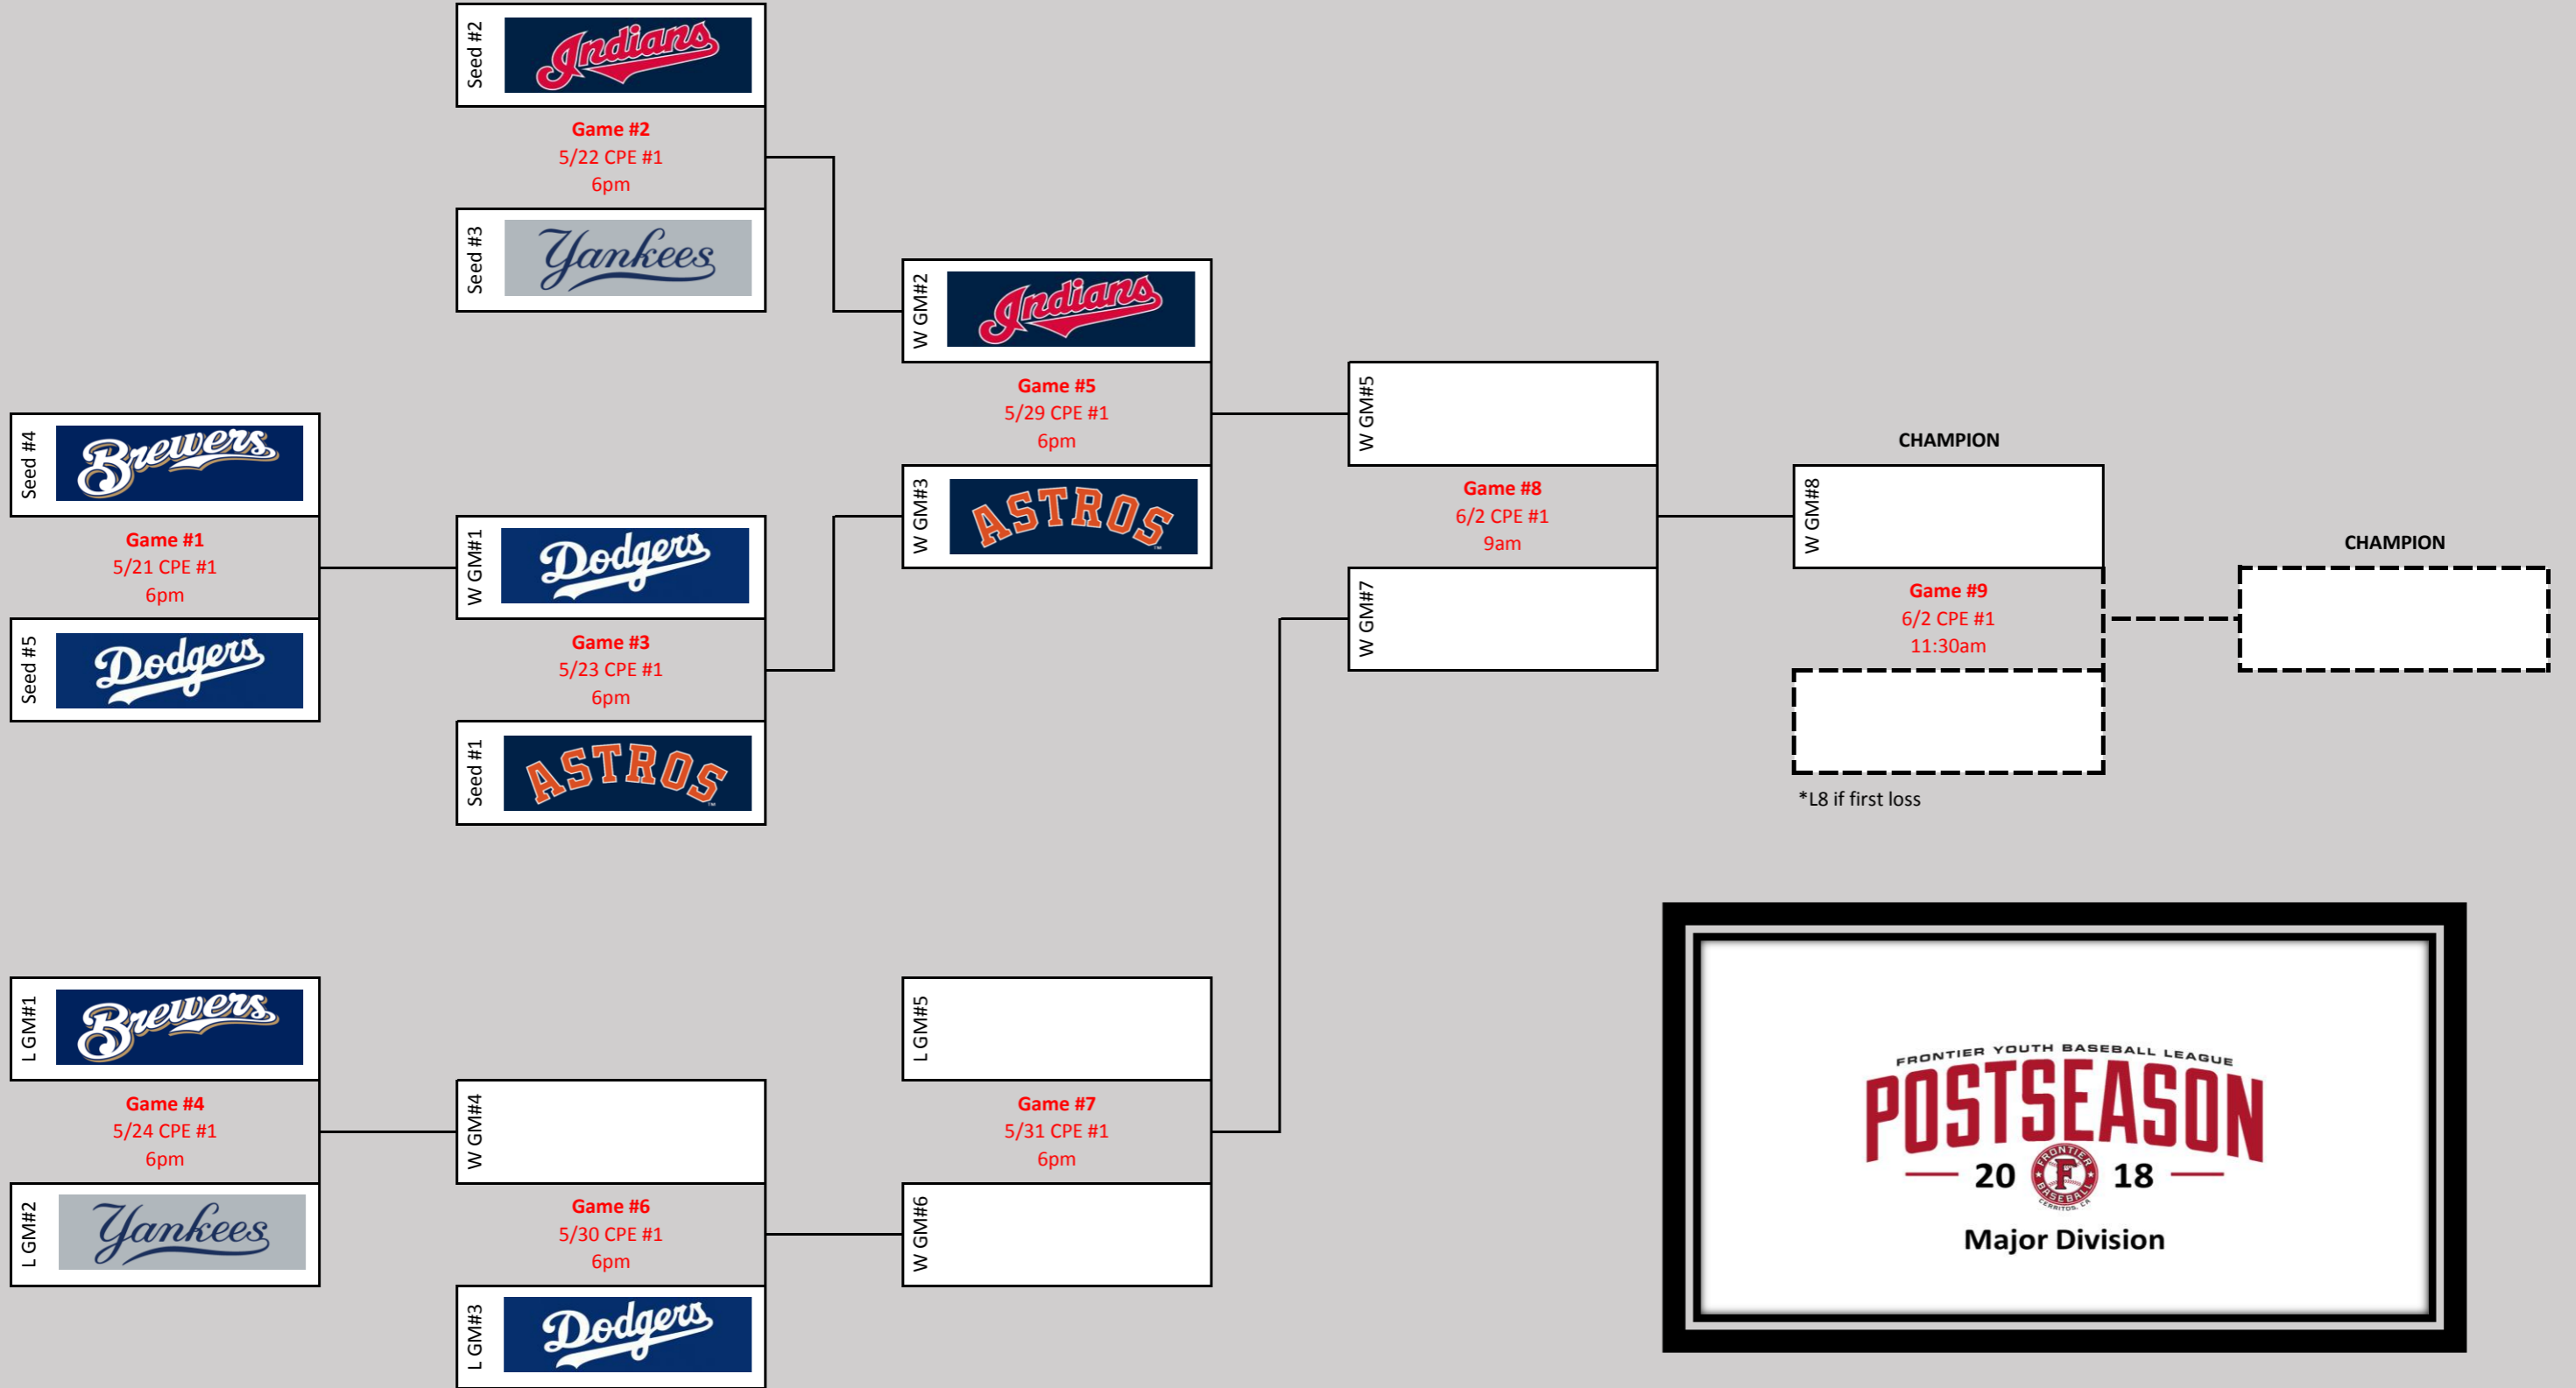 Seed #2
Indians
Game #2
5/22 CPE #1
6pm
Seed #3
Yankees
W GM#2
Indians
Game #5
5/29 CPE #1
6pm
W GM#3
ASTROS
TM
Seed #4
Brewers
Game #1
5/21 CPE #1
6pm
Seed #5
Dodgers
W GM#1
Dodgers
Game #3
5/23 CPE #1
6pm
Seed #1
ASTROS
TM
W GM#5
Game #8
6/2 CPE #1
9am
W GM#7
CHAMPION
W GM#8
Game #9
6/2 CPE #1
11:30am
*L8 if first loss
CHAMPION
L GM#1
Brewers
Game #4
5/24 CPE #1
6pm
L GM#2
Yankees
W GM#4
Game #6
5/30 CPE #1
6pm
L GM#3
Dodgers
L GM#5
Game #7
5/31 CPE #1
6pm
W GM#6
FRONTIER YOUTH BASEBALL LEAGUE
POSTSEASON
20 18
FRONTIER
F
BASEBALL
CERRITOS, CA
Major Division